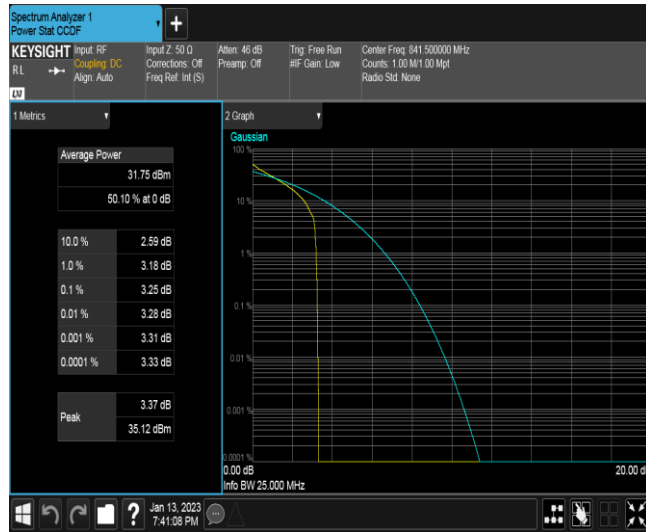 Spectrum Analyzer 1
Power Stat CCDF
+
KEYSIGHT
RL
LXI
Input: RF
Coupling: DC
Align: Auto
Input Z: 50 Ω
Corrections: Off
Freq Ref: Int (S)
Atten: 46 dB
Preamp: Off
Trig: Free Run
#IF Gain: Low
Center Freq: 841.500000 MHz
Counts: 1.00 M/1.00 Mpt
Radio Std: None
1 Metrics
Average Power
31.75 dBm
50.10 % at 0 dB
10.0 % 2.59 dB
1.0 % 3.18 dB
0.1 % 3.25 dB
0.01 % 3.28 dB
0.001 % 3.31 dB
0.0001 % 3.33 dB
Peak
3.37 dB
35.12 dBm
2 Graph
Gaussian
100 %
10 %
1 %
0.1 %
0.01 %
0.001 %
0.0001 %
0.00 dB
20.00 d
Info BW 25.000 MHz
?
Jan 13, 2023
7:41:08 PM